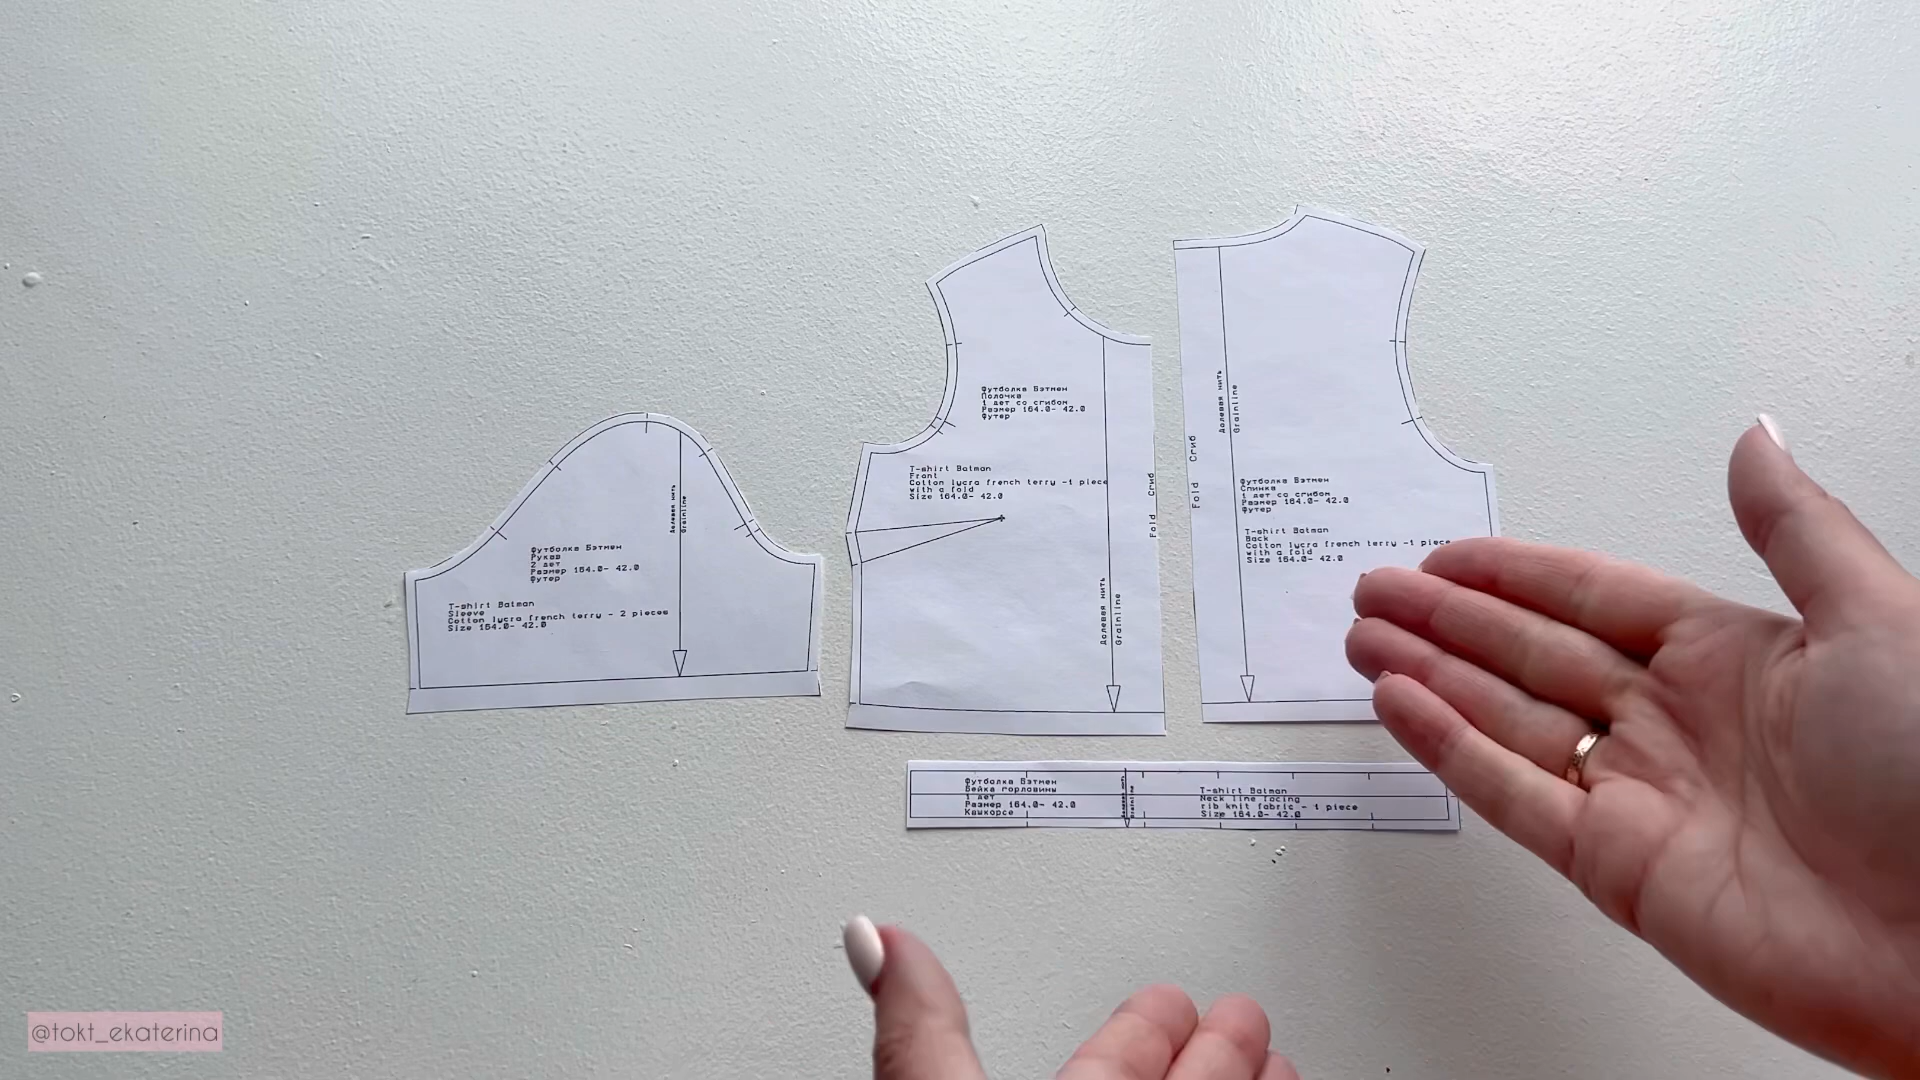 Футболка Бэтмен
Рукав
2 дет
Размер 164.0- 42.0
Футер
T-shirt Batman
Sleeve
Cotton lycra french terry - 2 pieces
Size 164.0- 42.0
Долевая нить
Grainline
Футболка Бэтмен
Полочка
1 дет со сгибом
Размер 164.0- 42.0
Футер
T-shirt Batman
Front
Cotton lycra french terry -1 piece
with a fold
Size 164.0- 42.0
Долевая нить
Grainline
Fold Сгиб
Fold Сгиб
Долевая нить
Grainline
Футболка Бэтмен
Спинка
1 дет со сгибом
Размер 164.0- 42.0
Футер
T-shirt Batman
Back
Cotton lycra french terry -1 piece
with a fold
Size 164.0- 42.0
Футболка Бэтмен
Бейка горловины
1 дет
Размер 164.0- 42.0
Кашкорсе
Долевая нить
Grainline
T-shirt Batman
Neck line facing
rib knit fabric - 1 piece
Size 164.0- 42.0
@tokt_ekaterina